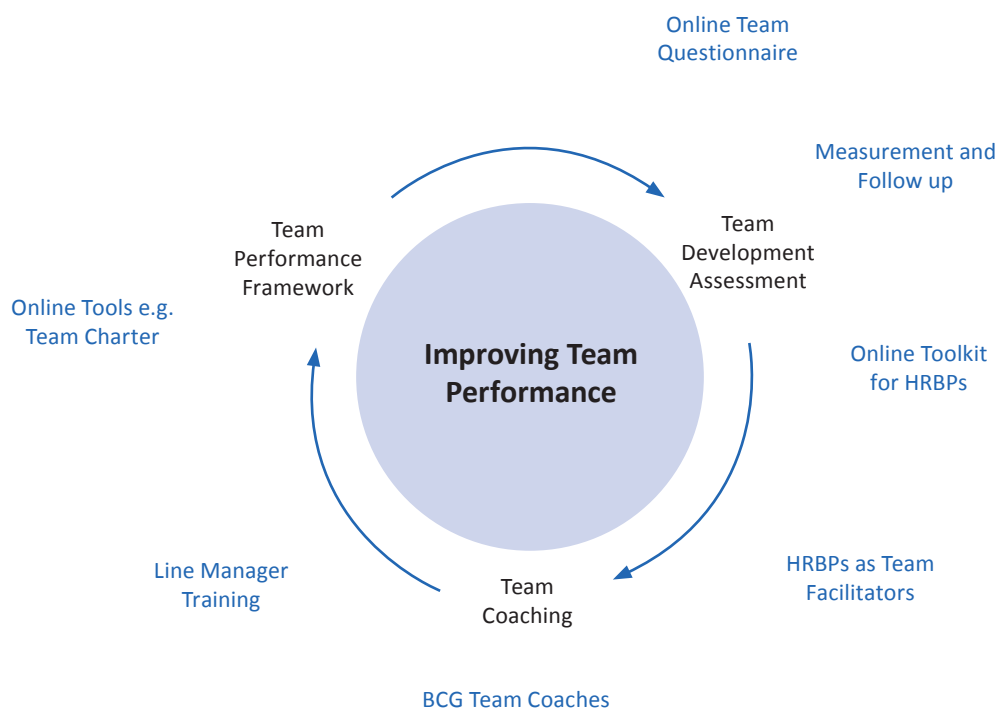 Online Team
Questionnaire
Measurement and
Follow up
Team
Performance
Framework
Team
Development
Assessment
Online Tools e.g.
Team Charter
Improving Team
Performance
Online Toolkit
for HRBPs
Line Manager
Training
Team
Coaching
HRBPs as Team
Facilitators
BCG Team Coaches